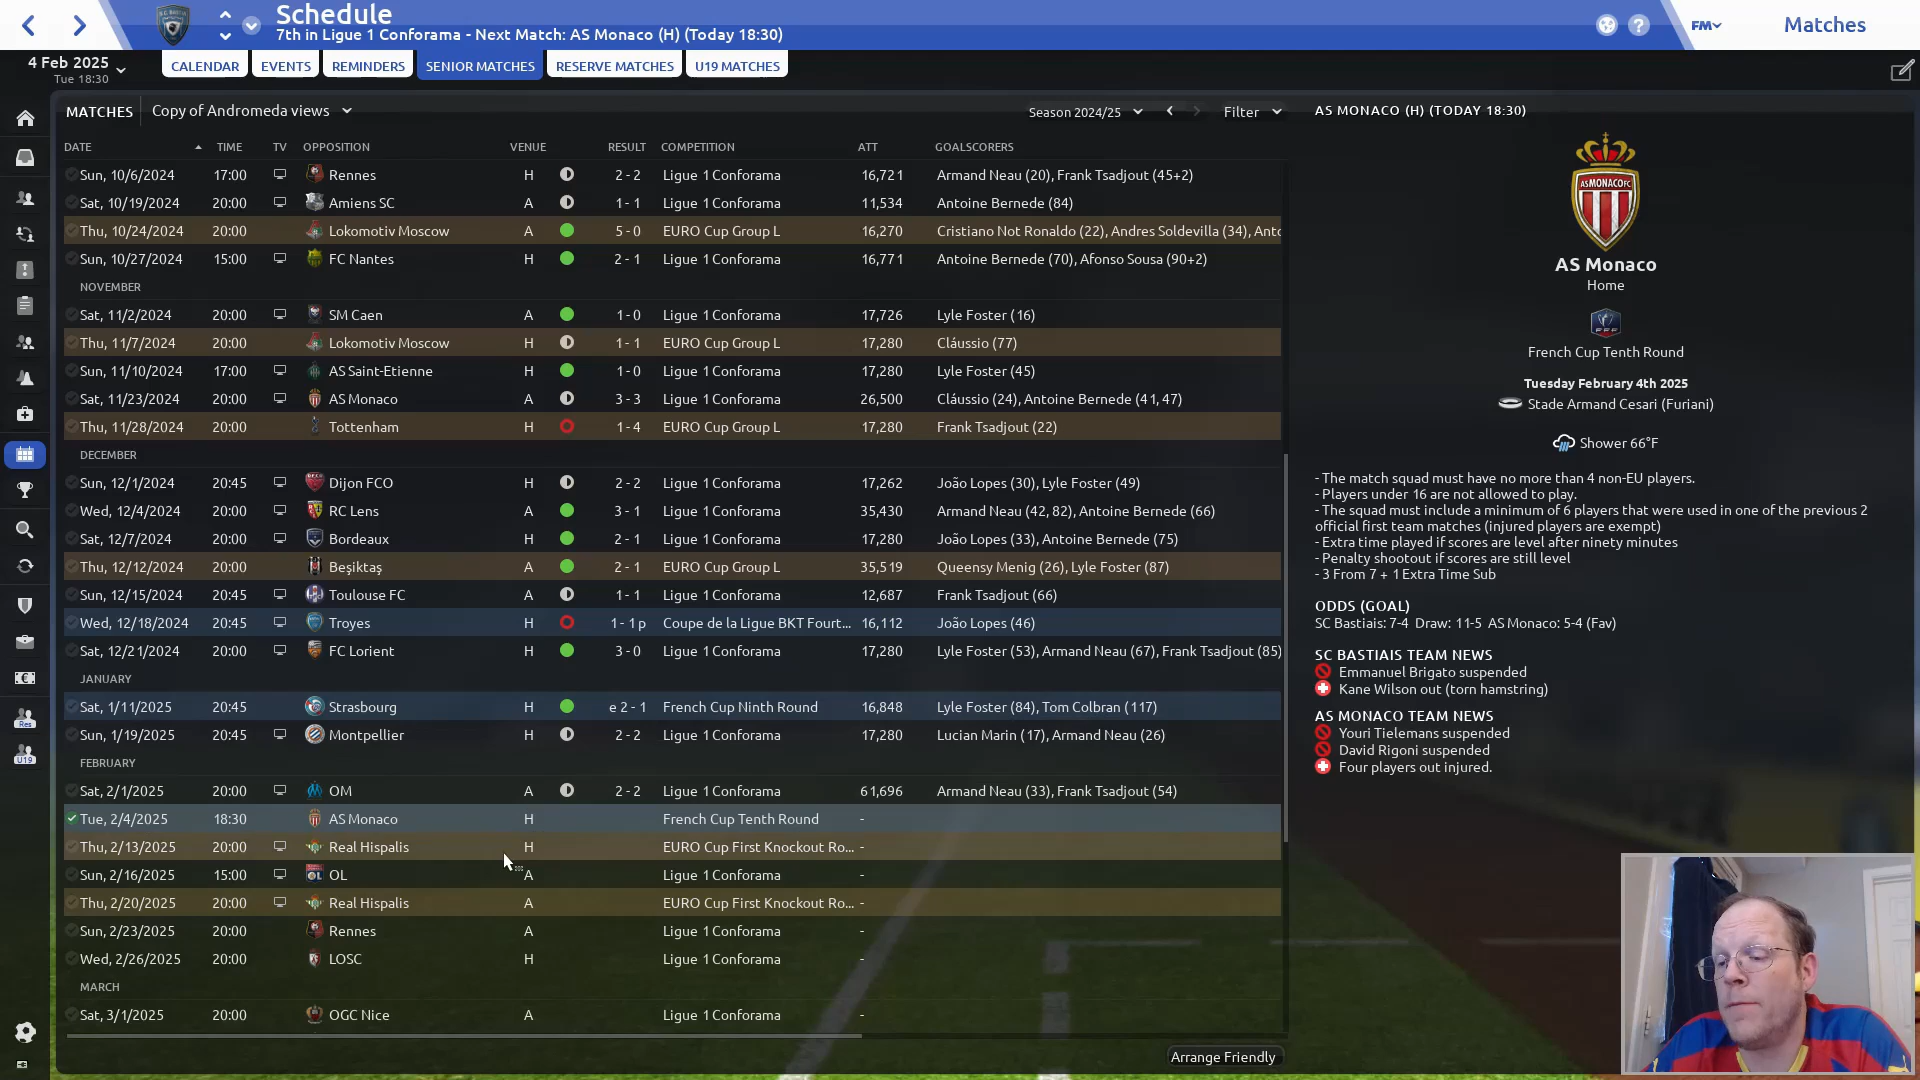 Schedule
7th in Ligue 1 Conforama - Next Match: AS Monaco (H) (Today 18:30)
FM
Matches
4 Feb 2025
Tue 18:30
CALENDAR EVENTS REMINDERS SENIOR MATCHES RESERVE MATCHES U19 MATCHES
MATCHES Copy of Andromeda views Season 2024/25 Filter
DATE TIME TV OPPOSITION VENUE RESULT COMPETITION ATT GOALSCORERS
Sun, 10/6/2024 17:00 Rennes H 2 - 2 Ligue 1 Conforama 16,721 Armand Neau (20), Frank Tsadjout (45+2)
Sat, 10/19/2024 20:00 Amiens SC A 1 - 1 Ligue 1 Conforama 11,534 Antoine Bernede (84)
Thu, 10/24/2024 20:00 Lokomotiv Moscow A 5 - 0 EURO Cup Group L 16,270 Cristiano Not Ronaldo (22), Andres Soldevilla (34), Antc
Sun, 10/27/2024 15:00 FC Nantes H 2 - 1 Ligue 1 Conforama 16,771 Antoine Bernede (70), Afonso Sousa (90+2)
NOVEMBER
Sat, 11/2/2024 20:00 SM Caen A 1 - 0 Ligue 1 Conforama 17,726 Lyle Foster (16)
Thu, 11/7/2024 20:00 Lokomotiv Moscow H 1 - 1 EURO Cup Group L 17,280 Cláussio (77)
Sun, 11/10/2024 17:00 AS Saint-Etienne H 1 - 0 Ligue 1 Conforama 17,280 Lyle Foster (45)
Sat, 11/23/2024 20:00 AS Monaco A 3 - 3 Ligue 1 Conforama 26,500 Cláussio (24), Antoine Bernede (41, 47)
Thu, 11/28/2024 20:00 Tottenham H 1 - 4 EURO Cup Group L 17,280 Frank Tsadjout (22)
DECEMBER
Sun, 12/1/2024 20:45 Dijon FCO H 2 - 2 Ligue 1 Conforama 17,262 João Lopes (30), Lyle Foster (49)
Wed, 12/4/2024 20:00 RC Lens A 3 - 1 Ligue 1 Conforama 35,430 Armand Neau (42, 82), Antoine Bernede (66)
Sat, 12/7/2024 20:00 Bordeaux H 2 - 1 Ligue 1 Conforama 17,280 João Lopes (33), Antoine Bernede (75)
Thu, 12/12/2024 20:00 Beşiktaş A 2 - 1 EURO Cup Group L 35,519 Queensy Menig (26), Lyle Foster (87)
Sun, 12/15/2024 20:45 Toulouse FC A 1 - 1 Ligue 1 Conforama 12,687 Frank Tsadjout (66)
Wed, 12/18/2024 20:45 Troyes H 1 - 1 p Coupe de la Ligue BKT Fourt... 16,112 João Lopes (46)
Sat, 12/21/2024 20:00 FC Lorient H 3 - 0 Ligue 1 Conforama 17,280 Lyle Foster (53), Armand Neau (67), Frank Tsadjout (85)
JANUARY
Sat, 1/11/2025 20:45 Strasbourg H e 2 - 1 French Cup Ninth Round 16,848 Lyle Foster (84), Tom Colbran (117)
Sun, 1/19/2025 20:45 Montpellier H 2 - 2 Ligue 1 Conforama 17,280 Lucian Marin (17), Armand Neau (26)
FEBRUARY
Sat, 2/1/2025 20:00 OM A 2 - 2 Ligue 1 Conforama 61,696 Armand Neau (33), Frank Tsadjout (54)
Tue, 2/4/2025 18:30 AS Monaco H French Cup Tenth Round -
Thu, 2/13/2025 20:00 Real Hispalis H EURO Cup First Knockout Ro... -
Sun, 2/16/2025 15:00 OL A Ligue 1 Conforama -
Thu, 2/20/2025 20:00 Real Hispalis A EURO Cup First Knockout Ro... -
Sun, 2/23/2025 20:00 Rennes A Ligue 1 Conforama -
Wed, 2/26/2025 20:00 LOSC H Ligue 1 Conforama -
MARCH
Sat, 3/1/2025 20:00 OGC Nice A Ligue 1 Conforama -
Arrange Friendly
Res
U19
AS MONACO (H) (TODAY 18:30)
AS MONACO FC
AS Monaco
Home
FFF
French Cup Tenth Round
Tuesday February 4th 2025
Stade Armand Cesari (Furiani)
Shower 66°F
- The match squad must have no more than 4 non-EU players.
- Players under 16 are not allowed to play.
- The squad must include a minimum of 6 players that were used in one of the previous 2
official first team matches (injured players are exempt)
- Extra time played if scores are level after ninety minutes
- Penalty shootout if scores are still level
- 3 From 7 + 1 Extra Time Sub
ODDS (GOAL)
SC Bastiais: 7-4 Draw: 11-5 AS Monaco: 5-4 (Fav)
SC BASTIAIS TEAM NEWS
Emmanuel Brigato suspended
Kane Wilson out (torn hamstring)
AS MONACO TEAM NEWS
Youri Tielemans suspended
David Rigoni suspended
Four players out injured.